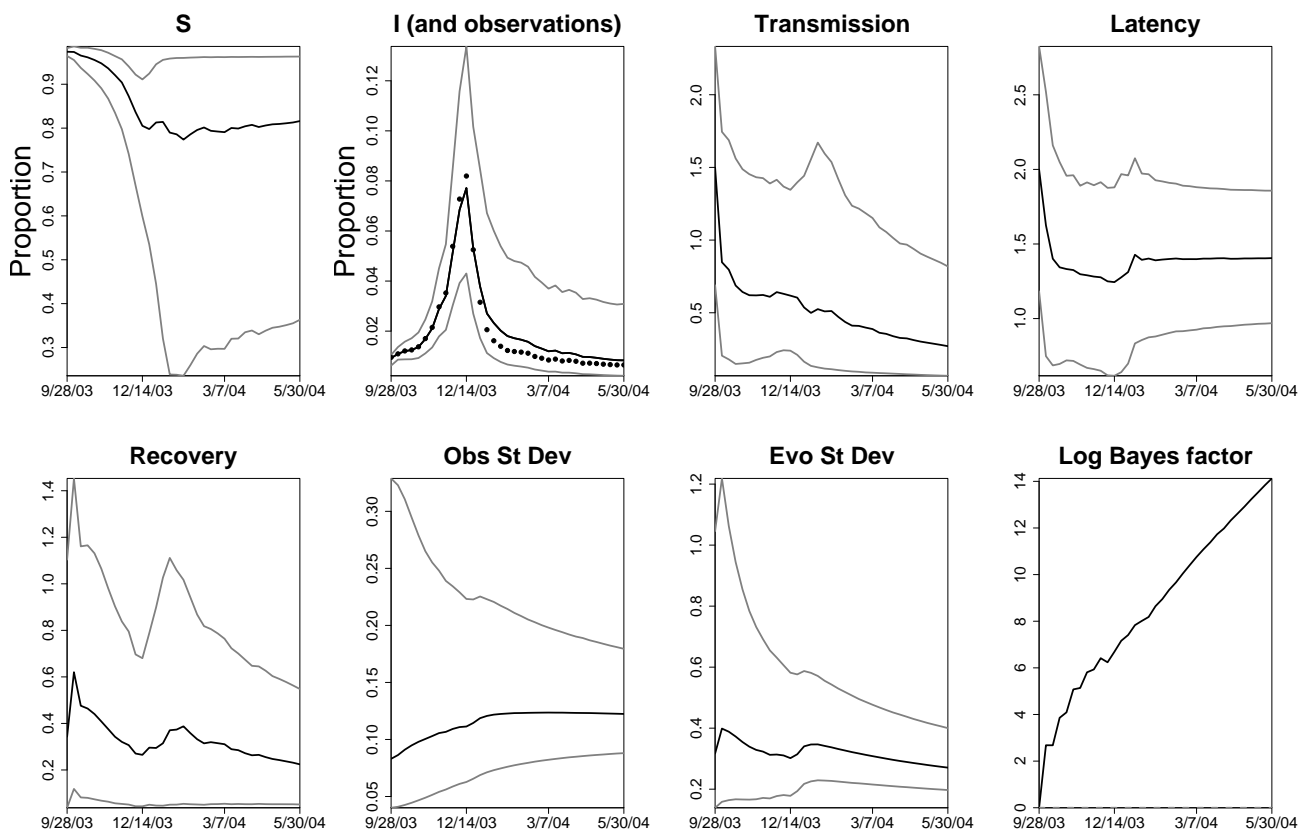 S
I (and observations)
Transmission
Latency
Proportion
0.3 0.4 0.5 0.6 0.7 0.8 0.9
9/28/03 12/14/03 3/7/04 5/30/04
Proportion
0.02 0.04 0.06 0.08 0.10 0.12
9/28/03 12/14/03 3/7/04 5/30/04
0.5 1.0 1.5 2.0
9/28/03 12/14/03 3/7/04 5/30/04
1.0 1.5 2.0 2.5
9/28/03 12/14/03 3/7/04 5/30/04
Recovery
Obs St Dev
Evo St Dev
Log Bayes factor
0.2 0.4 0.6 0.8 1.0 1.2 1.4
9/28/03 12/14/03 3/7/04 5/30/04
0.05 0.10 0.15 0.20 0.25 0.30
9/28/03 12/14/03 3/7/04 5/30/04
0.2 0.4 0.6 0.8 1.0 1.2
9/28/03 12/14/03 3/7/04 5/30/04
0 2 4 6 8 10 12 14
9/28/03 12/14/03 3/7/04 5/30/04